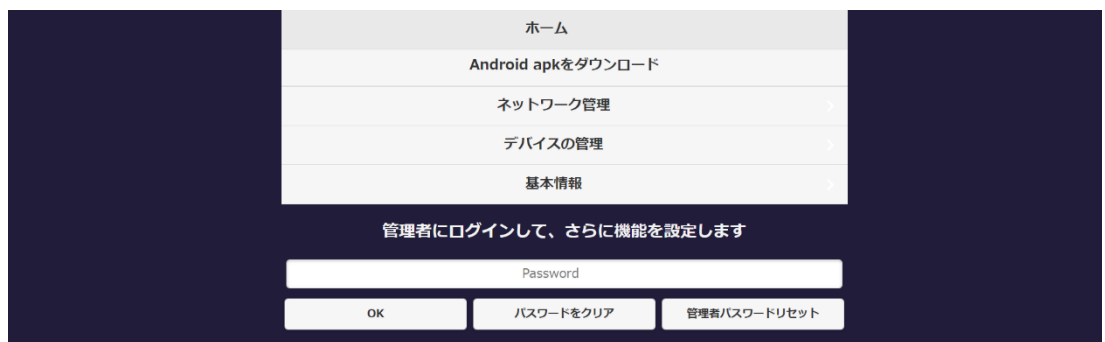 ホーム
Android apkをダウンロード
ネットワーク管理
デバイスの管理
基本情報
管理者にログインして、さらに機能を設定します
Password
OK パスワードをクリア 管理者パスワードリセット